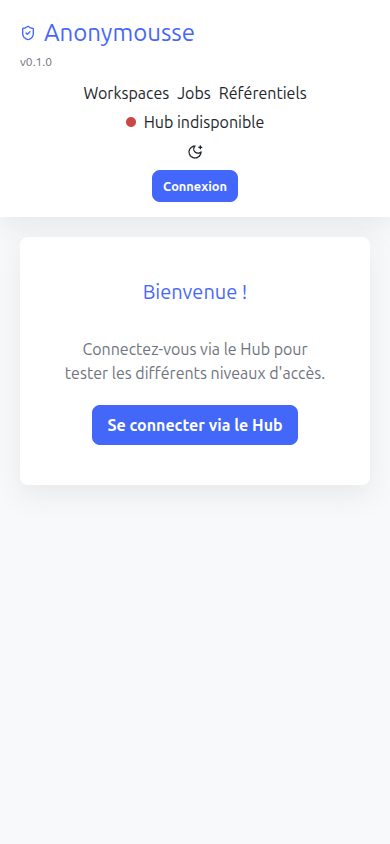 Anonymousse
v0.1.0
Workspaces Jobs Référentiels
Hub indisponible
Connexion
Bienvenue !
Connectez-vous via le Hub pour
tester les différents niveaux d'accès.
Se connecter via le Hub